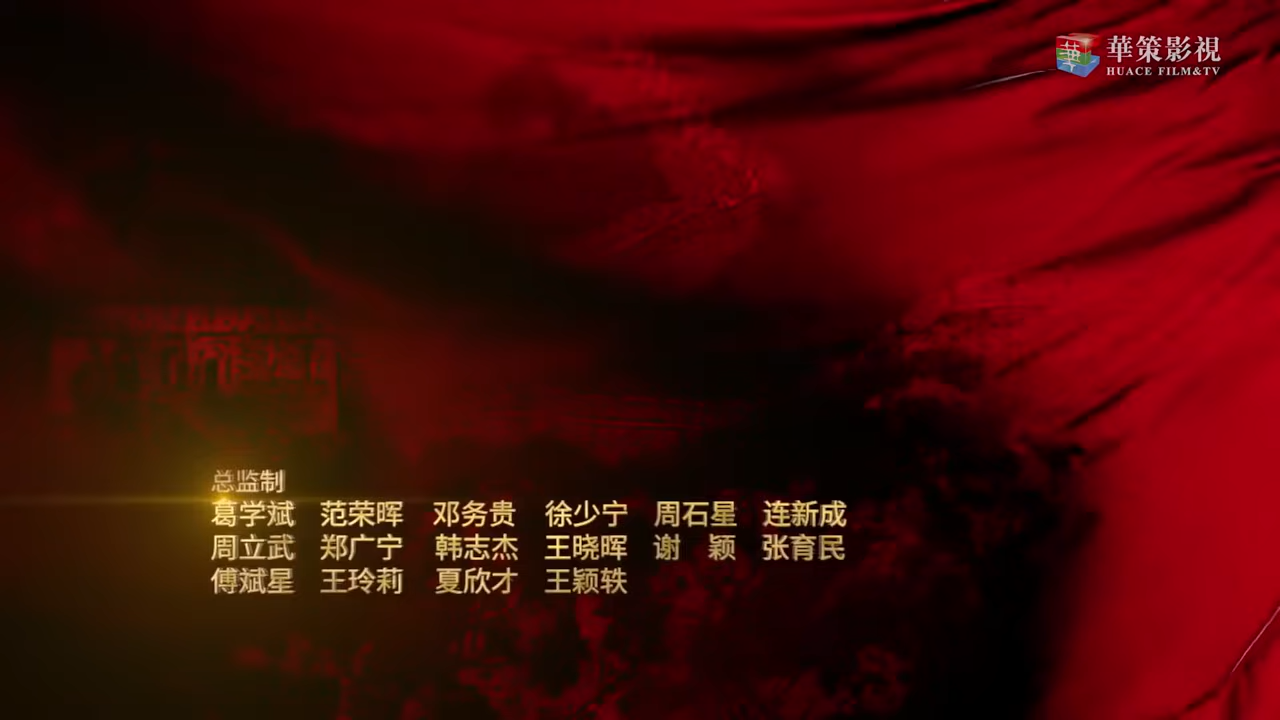 華策影視
HUACE FILM&TV
总监制
葛学斌 范荣晖 邓务贵 徐少宁 周石星 连新成
周立武 郑广宁 韩志杰 王晓晖 谢 颖 张育民
傅斌星 王玲莉 夏欣才 王颖轶